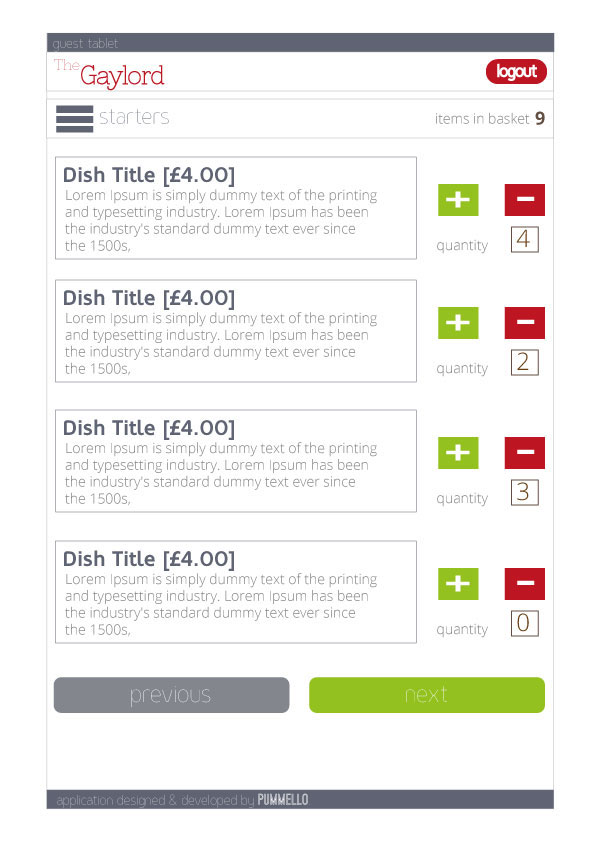 guest tablet
The Gaylord
logout
starters
items in basket 9
Dish Title [£4.00]
Lorem Ipsum is simply dummy text of the printing
and typesetting industry. Lorem Ipsum has been
the industry's standard dummy text ever since
the 1500s,
+ −
quantity 4
Dish Title [£4.00]
Lorem Ipsum is simply dummy text of the printing
and typesetting industry. Lorem Ipsum has been
the industry's standard dummy text ever since
the 1500s,
+ −
quantity 2
Dish Title [£4.00]
Lorem Ipsum is simply dummy text of the printing
and typesetting industry. Lorem Ipsum has been
the industry's standard dummy text ever since
the 1500s,
+ −
quantity 3
Dish Title [£4.00]
Lorem Ipsum is simply dummy text of the printing
and typesetting industry. Lorem Ipsum has been
the industry's standard dummy text ever since
the 1500s,
+ −
quantity 0
previous
next
application designed & developed by PUMMELLO